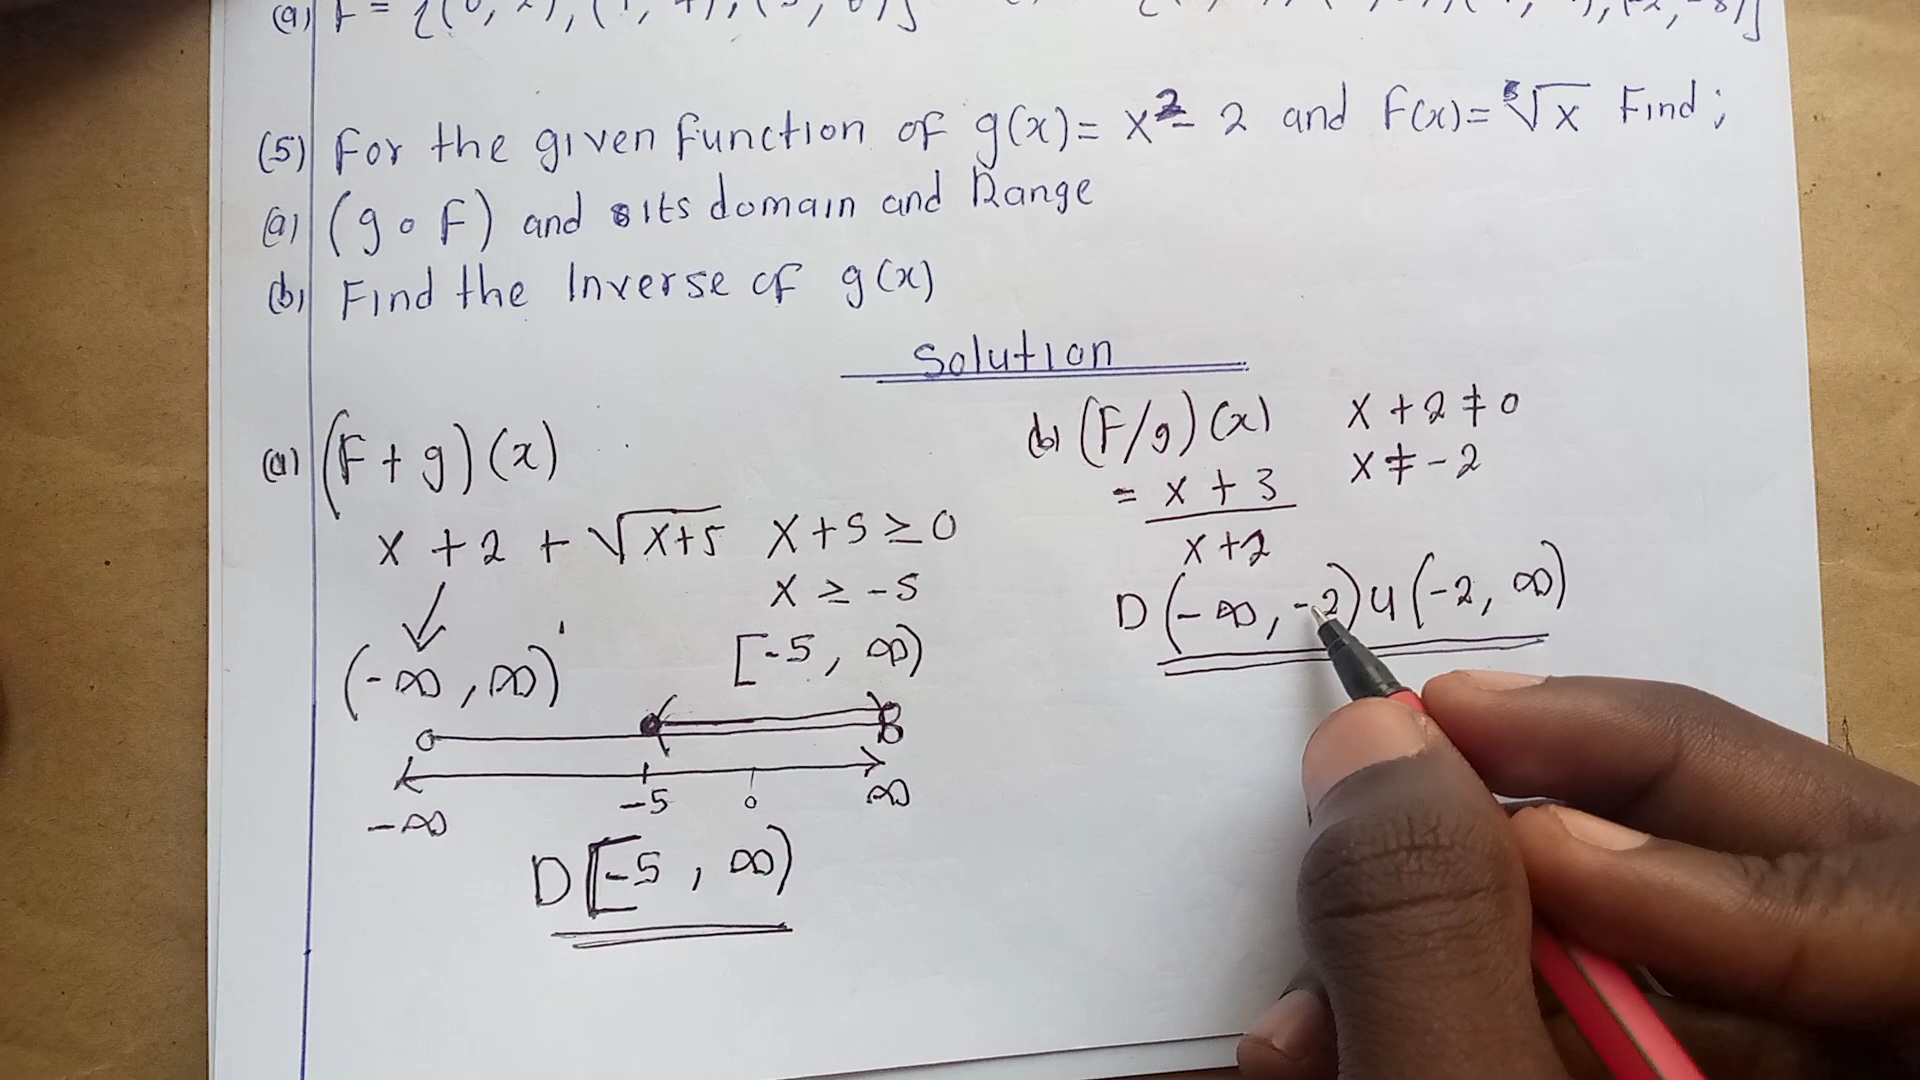 (5) For the given function of g(x) = x² - 2 and F(x) = ∛x Find;
(a) (g ∘ F) and its domain and Range
(b) Find the Inverse of g(x)
Solution
(a) (F + g)(x)
x + 2 + √x+5 x + 5 ≥ 0
x ≥ -5
(-∞, ∞) [-5, ∞)
-∞ -5 0 ∞
D[-5, ∞)
(b) (F/g)(x) x + 2 ≠ 0
= x + 3 x ≠ -2
x + 2
D(-∞, -2) U (-2, ∞)